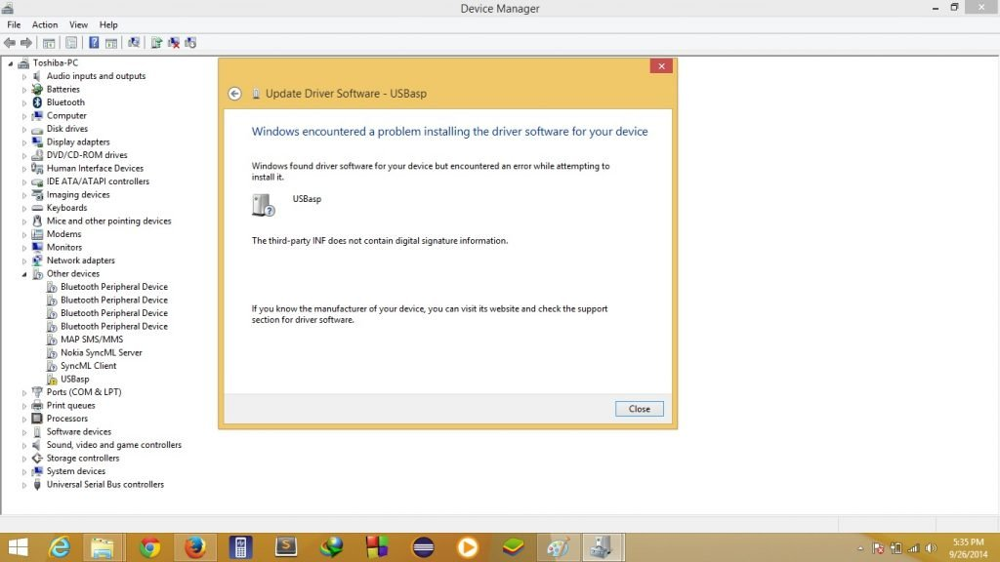 Device Manager
File Action View Help
Toshiba-PC
Audio inputs and outputs
Batteries
Bluetooth
Computer
Disk drives
Display adapters
DVD/CD-ROM drives
Human Interface Devices
IDE ATA/ATAPI controllers
Imaging devices
Keyboards
Mice and other pointing devices
Modems
Monitors
Network adapters
Other devices
Bluetooth Peripheral Device
Bluetooth Peripheral Device
Bluetooth Peripheral Device
Bluetooth Peripheral Device
MAP SMS/MMS
Nokia SyncML Server
SyncML Client
USBasp
Ports (COM & LPT)
Print queues
Processors
Software devices
Sound, video and game controllers
Storage controllers
System devices
Universal Serial Bus controllers
Update Driver Software - USBasp
Windows encountered a problem installing the driver software for your device
Windows found driver software for your device but encountered an error while attempting to
install it.
USBasp
The third-party INF does not contain digital signature information.
If you know the manufacturer of your device, you can visit its website and check the support
section for driver software.
Close
5:35 PM
9/26/2014